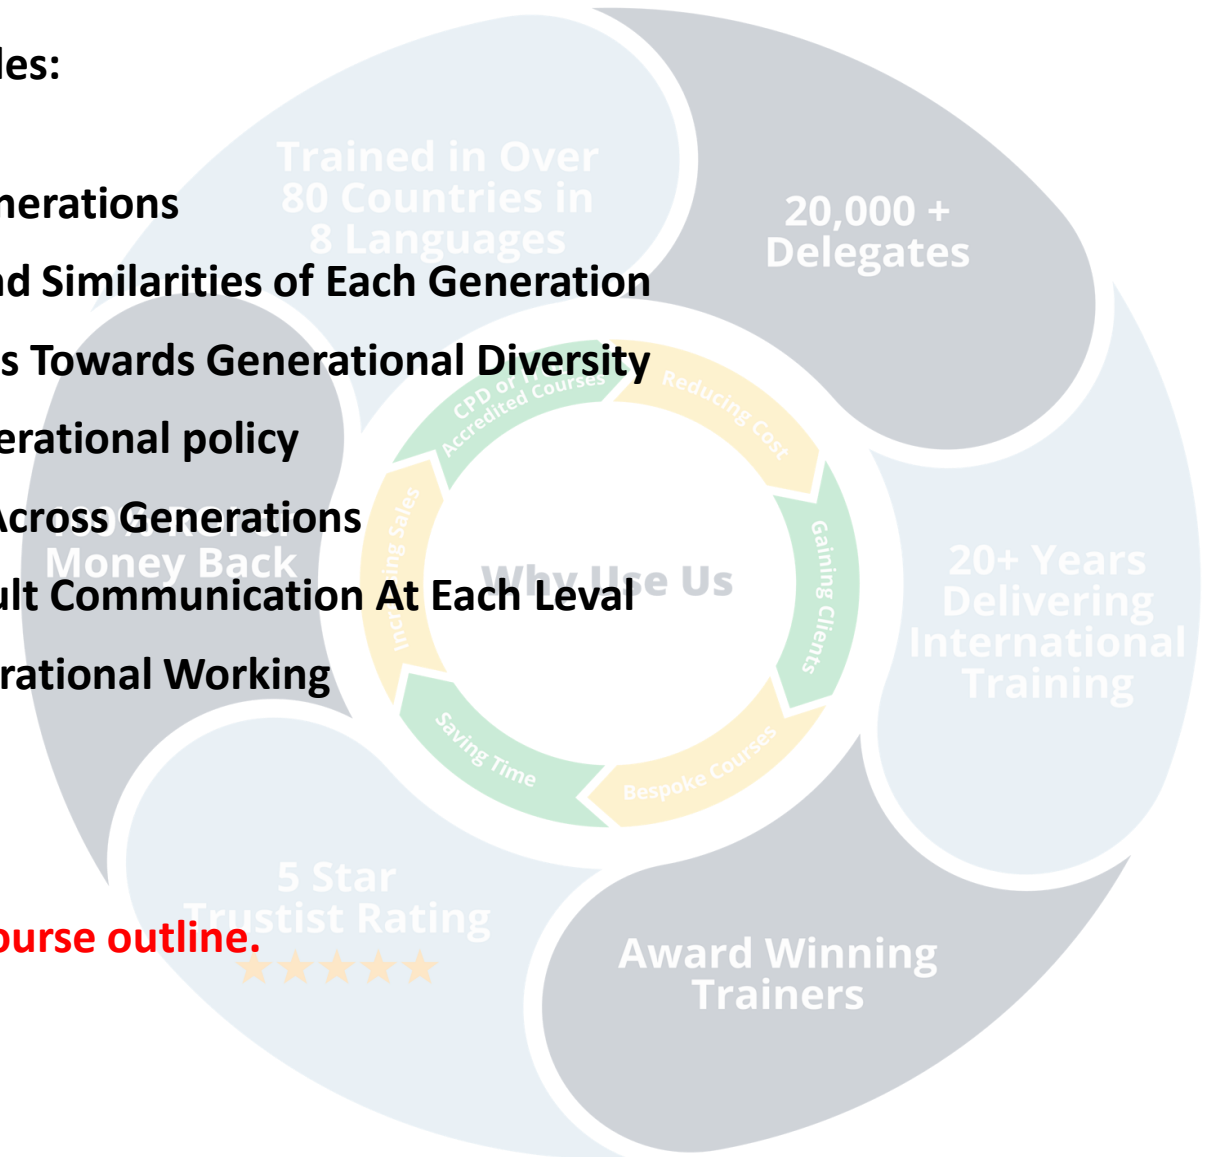 les:
nerations
nd Similarities of Each Generation
s Towards Generational Diversity
erational policy
Across Generations
ult Communication At Each Leval
rational Working
ourse outline.
Trained in Over
80 Countries in
8 Languages
20,000 +
Delegates
20+ Years
Delivering
International
Training
Award Winning
Trainers
5 Star
Trustist Rating
Money Back
Why Use Us
CPD or
Accredited Courses
Reducing Cost
Gaining Clients
Bespoke Courses
Saving Time
Sales